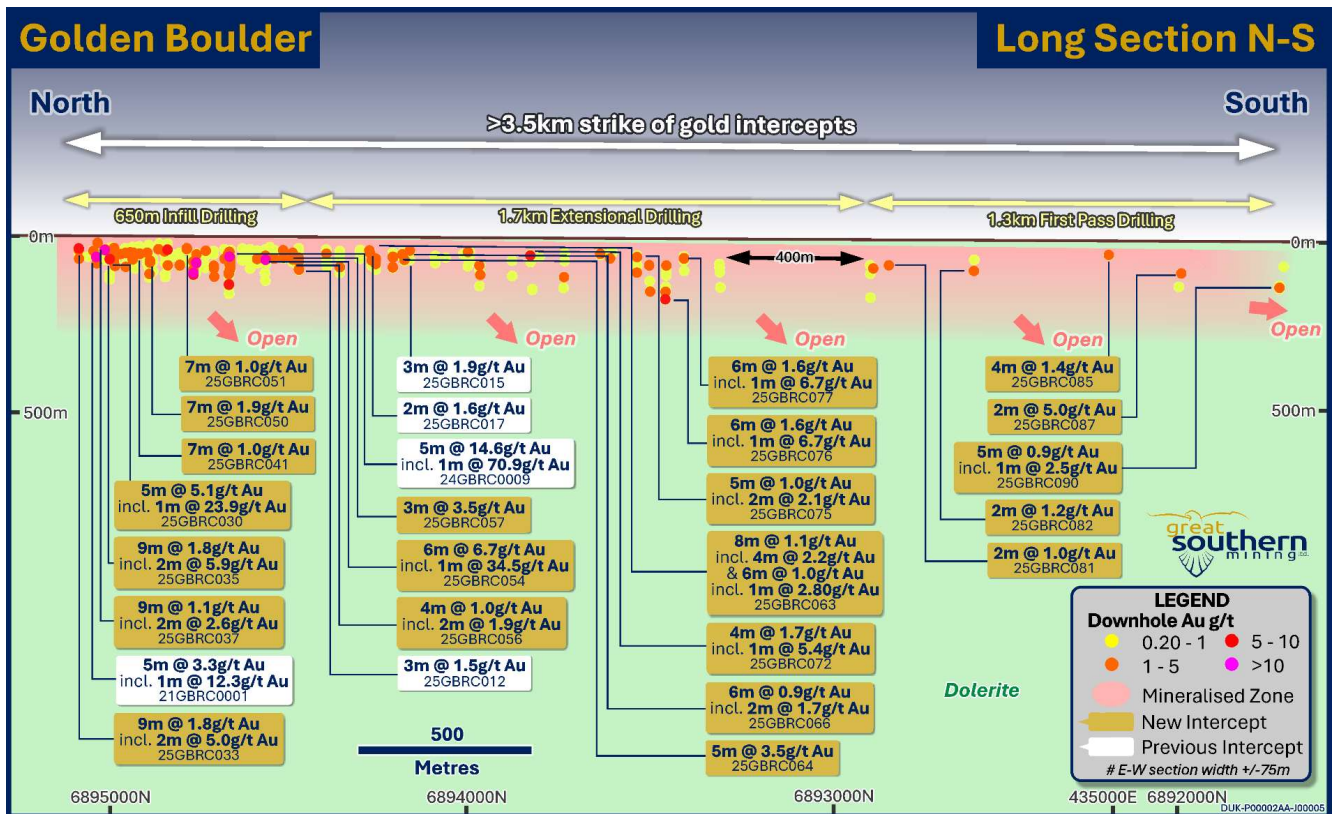 Golden Boulder
Long Section N-S
North
South
>3.5km strike of gold intercepts
650m Infill Drilling
1.7km Extensional Drilling
1.3km First Pass Drilling
0m
0m
400m
Open
Open
Open
Open
Open
500m
500m
7m @ 1.0g/t Au
25GBRC051
7m @ 1.9g/t Au
25GBRC050
7m @ 1.0g/t Au
25GBRC041
5m @ 5.1g/t Au
incl. 1m @ 23.9g/t Au
25GBRC030
9m @ 1.8g/t Au
incl. 2m @ 5.9g/t Au
25GBRC035
9m @ 1.1g/t Au
incl. 2m @ 2.6g/t Au
25GBRC037
5m @ 3.3g/t Au
incl. 1m @ 12.3g/t Au
21GBRC0001
9m @ 1.8g/t Au
incl. 2m @ 5.0g/t Au
25GBRC033
3m @ 1.9g/t Au
25GBRC015
2m @ 1.6g/t Au
25GBRC017
5m @ 14.6g/t Au
incl. 1m @ 70.9g/t Au
24GBRC0009
3m @ 3.5g/t Au
25GBRC057
6m @ 6.7g/t Au
incl. 1m @ 34.5g/t Au
25GBRC054
4m @ 1.0g/t Au
incl. 2m @ 1.9g/t Au
25GBRC056
3m @ 1.5g/t Au
25GBRC012
6m @ 1.6g/t Au
incl. 1m @ 6.7g/t Au
25GBRC077
6m @ 1.6g/t Au
incl. 1m @ 6.7g/t Au
25GBRC076
5m @ 1.0g/t Au
incl. 2m @ 2.1g/t Au
25GBRC075
8m @ 1.1g/t Au
incl. 4m @ 2.2g/t Au
& 6m @ 1.0g/t Au
incl. 1m @ 2.80g/t Au
25GBRC063
4m @ 1.7g/t Au
incl. 1m @ 5.4g/t Au
25GBRC072
6m @ 0.9g/t Au
incl. 2m @ 1.7g/t Au
25GBRC066
5m @ 3.5g/t Au
25GBRC064
4m @ 1.4g/t Au
25GBRC085
2m @ 5.0g/t Au
25GBRC087
5m @ 0.9g/t Au
incl. 1m @ 2.5g/t Au
25GBRC090
2m @ 1.2g/t Au
25GBRC082
2m @ 1.0g/t Au
25GBRC081
great
southern
mining
Dolerite
500
Metres
LEGEND
Downhole Au g/t
0.20 - 1
5 - 10
1 - 5
>10
Mineralised Zone
New Intercept
Previous Intercept
# E-W section width +/-75m
6895000N
6894000N
6893000N
435000E
6892000N
DUK-P00002AA-J00005